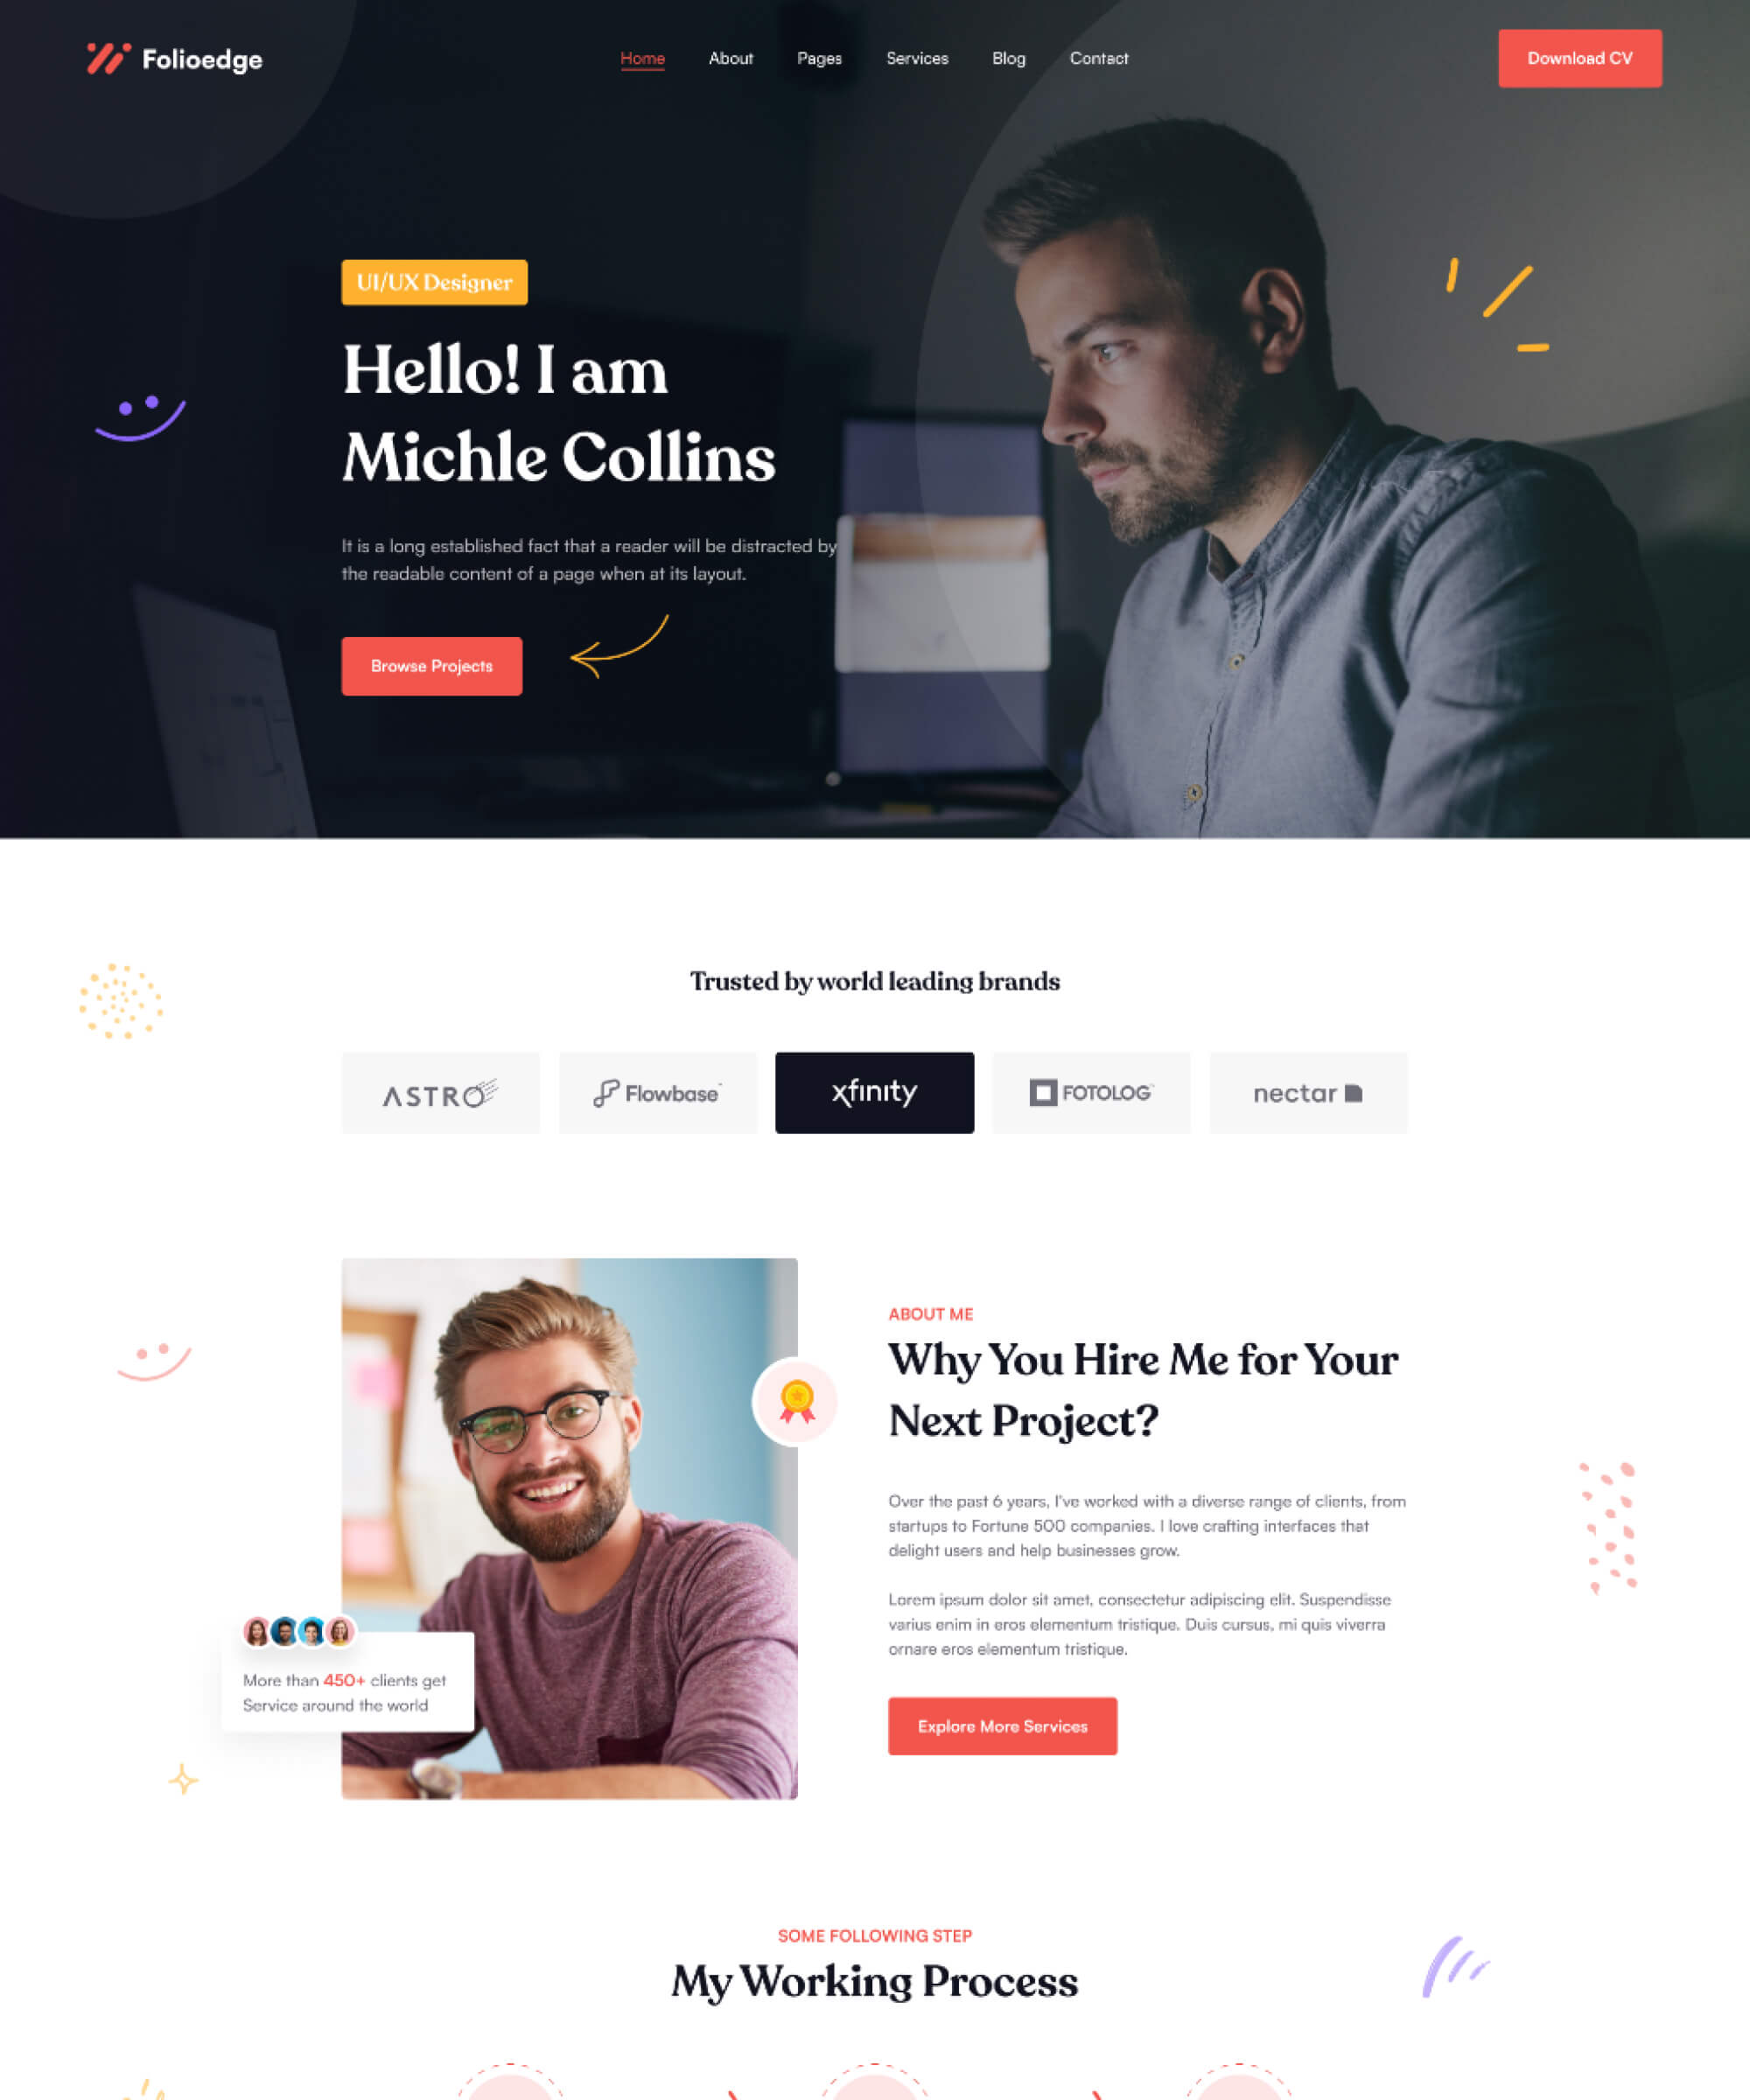 Folioedge
Home About Pages Services Blog Contact
Download CV
UI/UX Designer
Hello! I am
Michle Collins
It is a long established fact that a reader will be distracted by
the readable content of a page when at its layout.
Browse Projects
Trusted by world leading brands
ASTRO
Flowbase
xfinity
FOTOLOG
nectar
ABOUT ME
Why You Hire Me for Your
Next Project?
Over the past 6 years, I've worked with a diverse range of clients, from
startups to Fortune 500 companies. I love crafting interfaces that
delight users and help businesses grow.
Lorem ipsum dolor sit amet, consectetur adipiscing elit. Suspendisse
varius enim in eros elementum tristique. Duis cursus, mi quis viverra
ornare eros elementum tristique.
Explore More Services
More than 450+ clients get
Service around the world
SOME FOLLOWING STEP
My Working Process